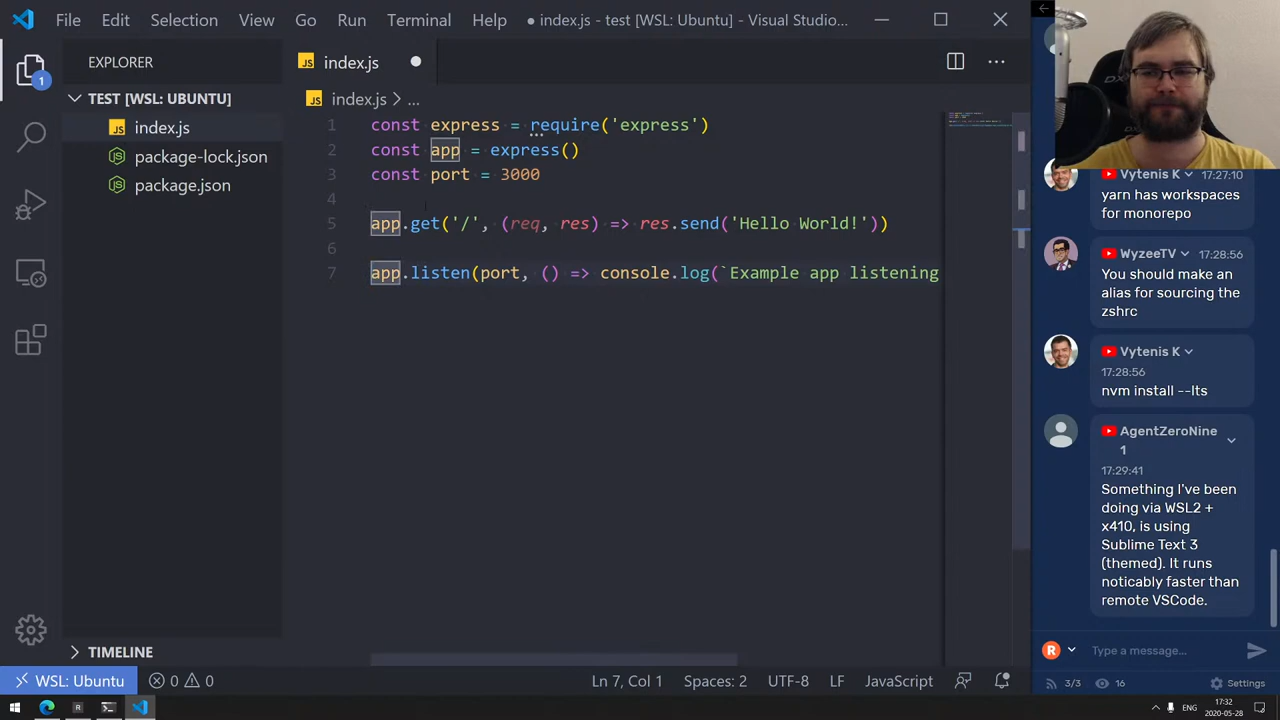 File Edit Selection View Go Run Terminal Help ● index.js - test [WSL: Ubuntu] - Visual Studio...
EXPLORER
JS index.js
TEST [WSL: UBUNTU]
JS index.js > ...
JS index.js
package-lock.json
package.json
1 const express = require('express')
2 const app = express()
3 const port = 3000
4
5 app.get('/', (req, res) => res.send('Hello World!'))
6
7 app.listen(port, () => console.log(`Example app listening
1
TIMELINE
WSL: Ubuntu
0 0
Ln 7, Col 1 Spaces: 2 UTF-8 LF JavaScript
Vytenis K
17:27:10
yarn has workspaces
for monorepo
WyzeeTV
17:28:56
You should make an
alias for sourcing the
zshrc
Vytenis K
17:28:56
nvm install --lts
AgentZeroNine
1
17:29:41
Something I've been
doing via WSL2 +
x410, is using
Sublime Text 3
(themed). It runs
noticably faster than
remote VSCode.
R Type a message...
3/3 16 Settings
R
ENG
17:32
2020-05-28